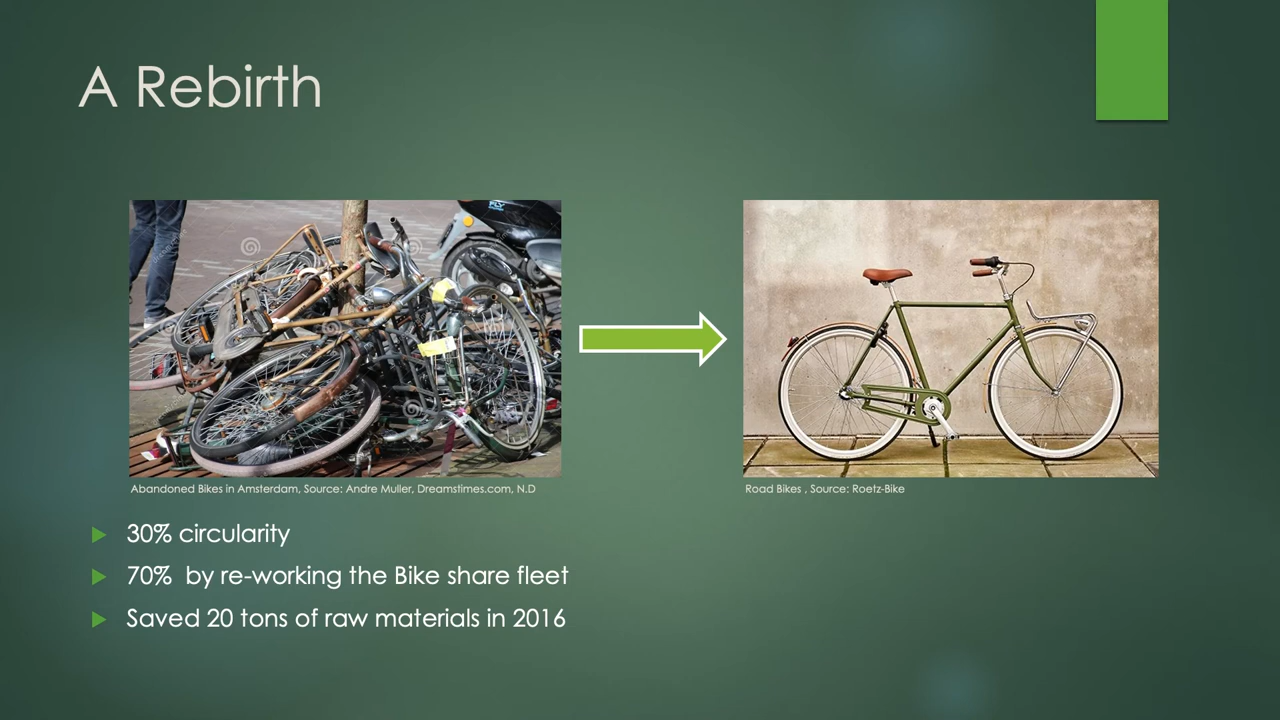 A Rebirth
Abandoned Bikes in Amsterdam, Source: Andre Muller, Dreamstimes.com, N.D
Road Bikes , Source: Roetz-Bike
30% circularity
70%  by re-working the Bike share fleet
Saved 20 tons of raw materials in 2016